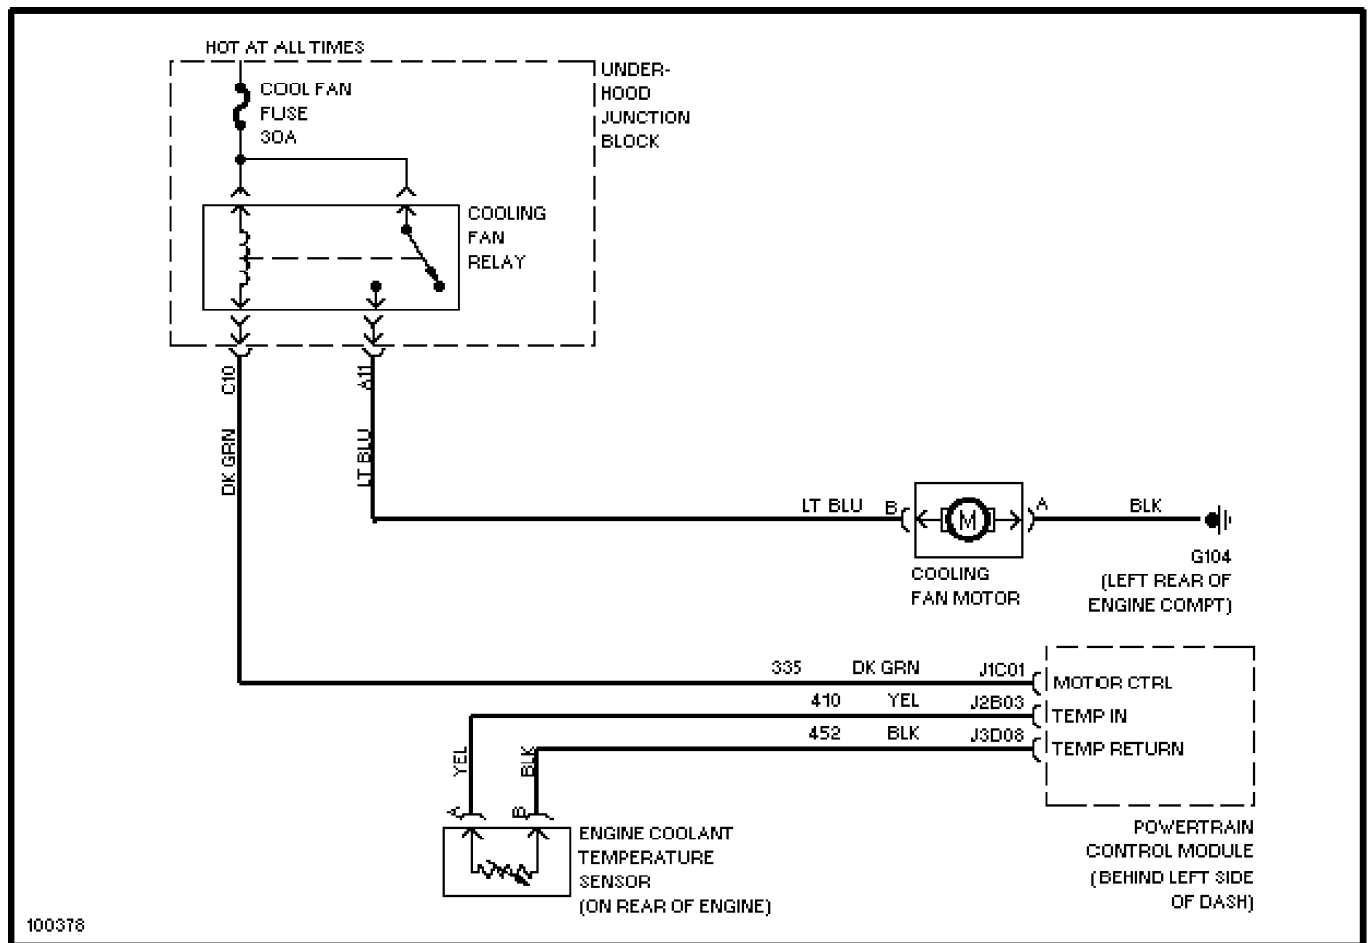 HOT AT ALL TIMES
COOL FAN
FUSE
30A
UNDER-
HOOD
JUNCTION
BLOCK
COOLING
FAN
RELAY
C10
A11
DK GRN
LT BLU
LT BLU
B
M
A
BLK
COOLING
FAN MOTOR
G104
(LEFT REAR OF
ENGINE COMPT)
335 DK GRN J1C01
MOTOR CTRL
410 YEL J2B03
TEMP IN
452 BLK J3D08
TEMP RETURN
YEL
BLK
A
B
ENGINE COOLANT
TEMPERATURE
SENSOR
(ON REAR OF ENGINE)
POWERTRAIN
CONTROL MODULE
(BEHIND LEFT SIDE
OF DASH)
100378